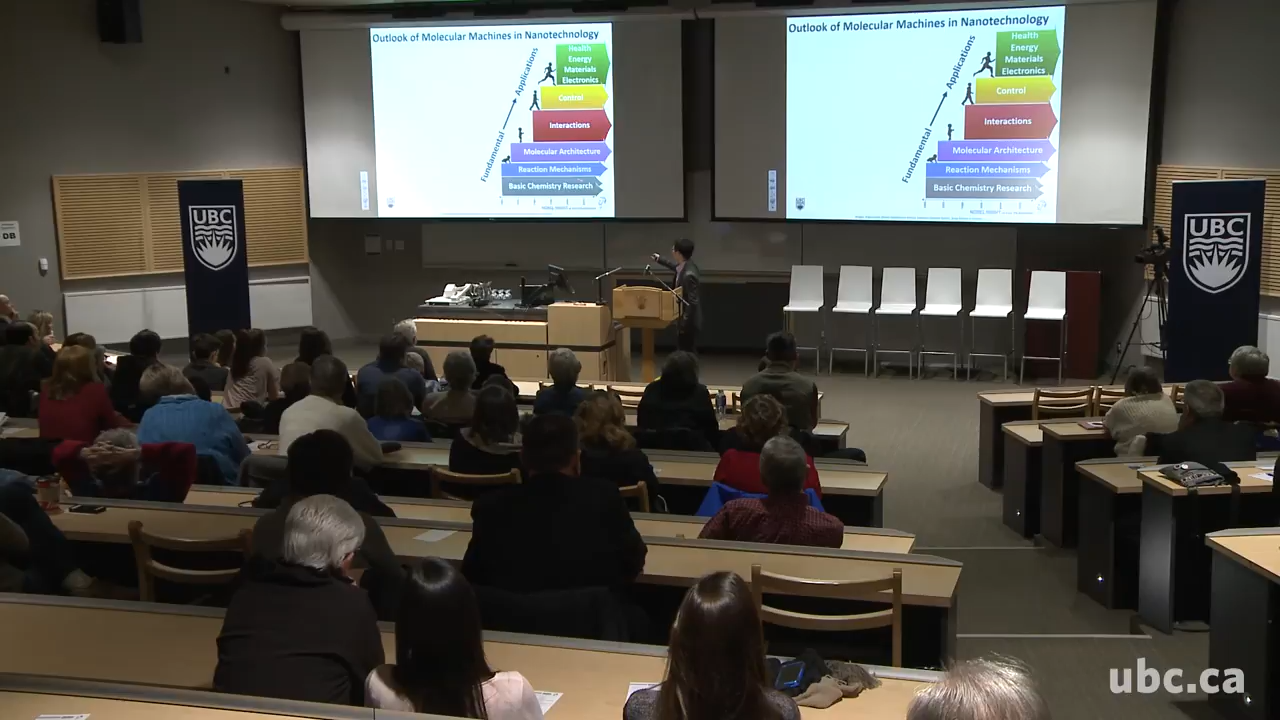 Outlook of Molecular Machines in Nanotechnology
Health
Energy
Materials
Electronics
Control
Interactions
Molecular Architecture
Reaction Mechanisms
Basic Chemistry Research
Fundamental
Applications
Outlook of Molecular Machines in Nanotechnology
Health
Energy
Materials
Electronics
Control
Interactions
Molecular Architecture
Reaction Mechanisms
Basic Chemistry Research
Fundamental
Applications
UBC
UBC
DB
ubc.ca